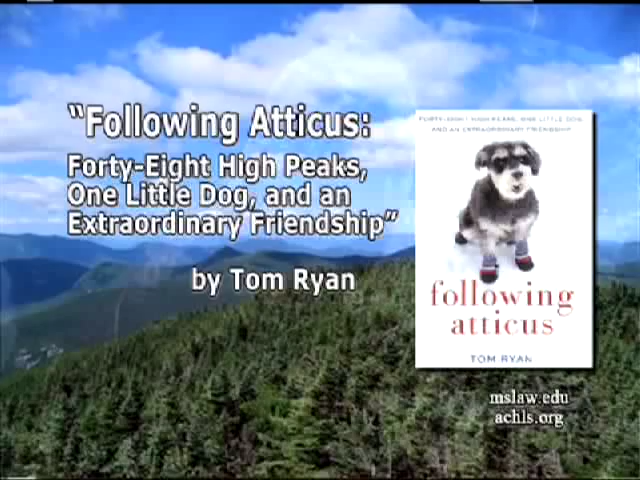 “Following Atticus:
Forty-Eight High Peaks,
One Little Dog, and an
Extraordinary Friendship”
by Tom Ryan
FORTY-EIGHT HIGH PEAKS, ONE LITTLE DOG,
AND AN EXTRAORDINARY FRIENDSHIP
following
atticus
TOM RYAN
mslaw.edu
achls.org